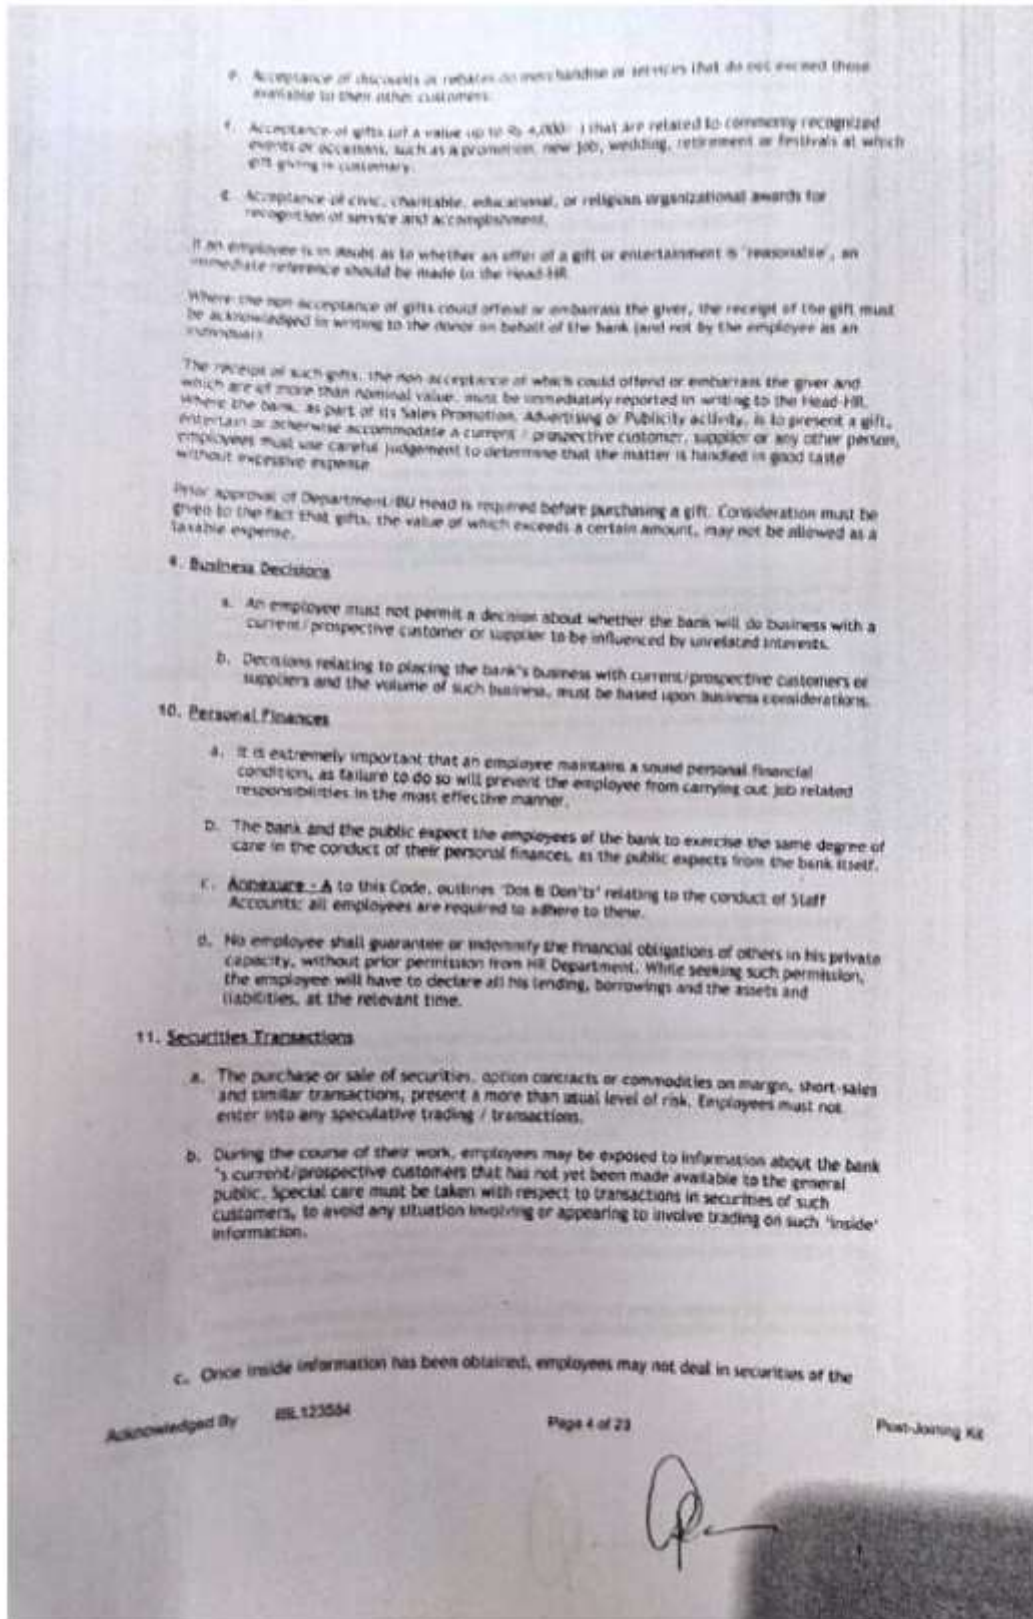 e. Acceptance of discounts or rebates on merchandise or services that do not exceed those
available to their other customers.
f. Acceptance of gifts (of a value up to Rs 4,000/- ) that are related to commonly recognized
events or occasions, such as a promotion, new job, wedding, retirement or festivals at which
gift giving is customary.
g. Acceptance of civic, charitable, educational, or religious organizational awards for
recognition of service and accomplishment.
If an employee is in doubt as to whether an offer of a gift or entertainment is 'reasonable', an
immediate reference should be made to the Head-HR.
Where the non acceptance of gifts could offend or embarrass the giver, the receipt of the gift must
be acknowledged in writing to the donor on behalf of the bank (and not by the employee as an
individual)
The receipt of such gifts, the non acceptance of which could offend or embarrass the giver and
which are of more than nominal value, must be immediately reported in writing to the Head-HR.
Where the bank, as part of its Sales Promotion, Advertising or Publicity activity, is to present a gift,
entertain or otherwise accommodate a current / prospective customer, supplier or any other person,
employees must use careful judgement to determine that the matter is handled in good taste
without excessive expense
Prior approval of Department/BU Head is required before purchasing a gift. Consideration must be
given to the fact that gifts, the value of which exceeds a certain amount, may not be allowed as a
taxable expense.
9. Business Decisions
a. An employee must not permit a decision about whether the bank will do business with a
current/prospective customer or supplier to be influenced by unrelated interests.
b. Decisions relating to placing the bank's business with current/prospective customers or
suppliers and the volume of such business, must be based upon business considerations.
10. Personal Finances
a. It is extremely important that an employee maintains a sound personal financial
condition, as failure to do so will prevent the employee from carrying out job related
responsibilities in the most effective manner.
b. The bank and the public expect the employees of the bank to exercise the same degree of
care in the conduct of their personal finances, as the public expects from the bank itself.
c. Annexure - A to this Code, outlines 'Dos & Don'ts' relating to the conduct of Staff
Accounts; all employees are required to adhere to these.
d. No employee shall guarantee or indemnify the financial obligations of others in his private
capacity, without prior permission from HR Department. While seeking such permission,
the employee will have to declare all his lending, borrowings and the assets and
liabilities, at the relevant time.
11. Securities Transactions
a. The purchase or sale of securities, option contracts or commodities on margin, short-sales
and similar transactions, present a more than usual level of risk. Employees must not
enter into any speculative trading / transactions.
b. During the course of their work, employees may be exposed to information about the bank
's current/prospective customers that has not yet been made available to the general
public. Special care must be taken with respect to transactions in securities of such
customers, to avoid any situation involving or appearing to involve trading on such 'inside'
information.
c. Once inside information has been obtained, employees may not deal in securities of the
Acknowledged By
Page 4 of 23
Post-Joining Kit